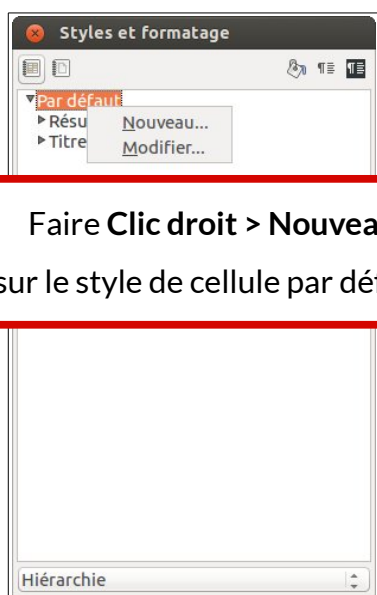 Styles et formatage
Par défaut
Résu
Nouveau...
Titre
Modifier...
Faire Clic droit > Nouvea
sur le style de cellule par dé
Hiérarchie